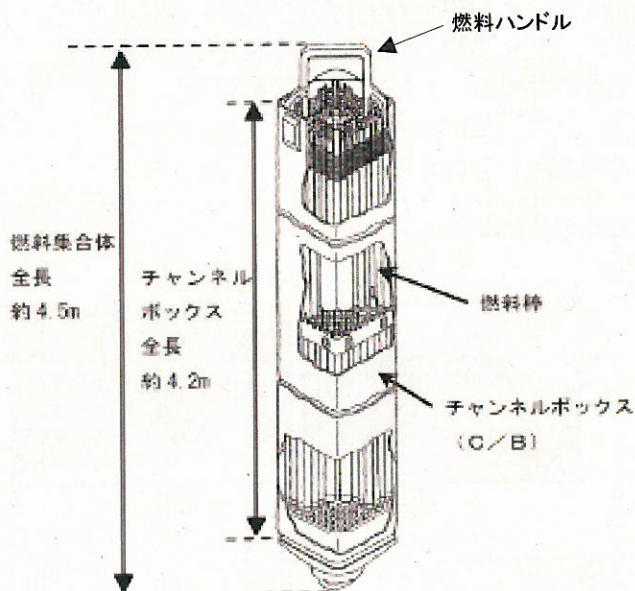 燃料ハンドル
燃料集合体
全長
約4.5m
チャンネル
ボックス
全長
約4.2m
燃料棒
チャンネルボックス
（C／B）